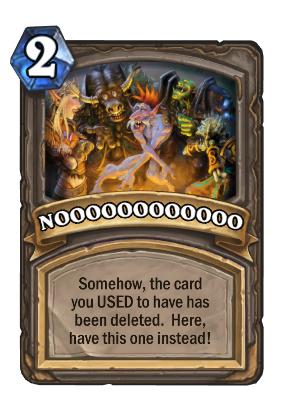 2
NOOOOOOOOOOOO
Somehow, the card
you USED to have has
been deleted.  Here,
have this one instead!